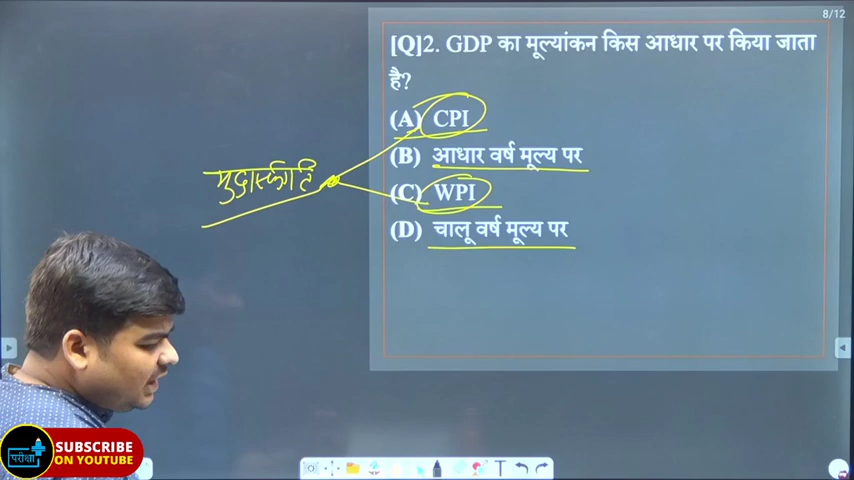 8/12
[Q]2. GDP का मूल्यांकन किस आधार पर किया जाता
है?
(A) CPI
(B) आधार वर्ष मूल्य पर
(C) WPI
(D) चालू वर्ष मूल्य पर
मुद्रास्फीति
परीक्षा
SUBSCRIBE
ON YOUTUBE
T